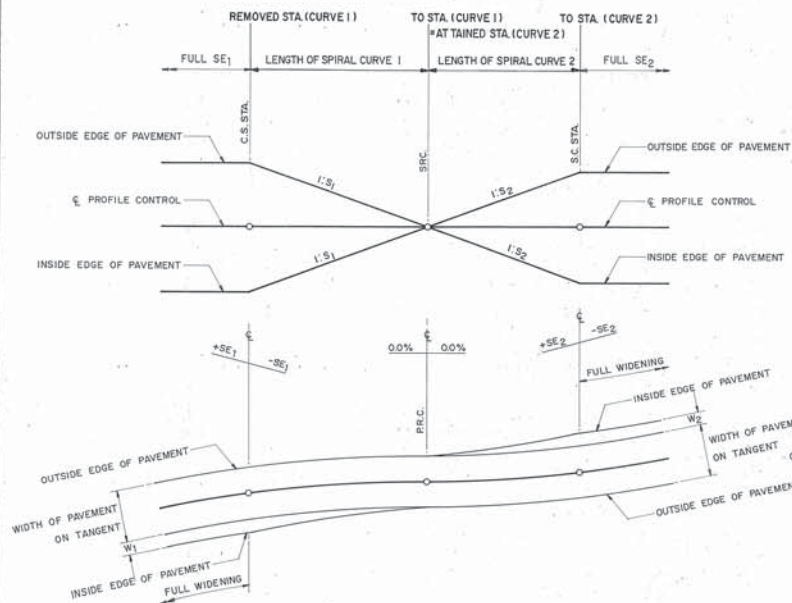 REMOVED STA.(CURVE 1)
TO STA.(CURVE 1)
*ATTAINED STA.(CURVE 2)
TO STA. (CURVE 2)
FULL SE1
LENGTH OF SPIRAL CURVE 1
LENGTH OF SPIRAL CURVE 2
FULL SE2
C.S. STA.
SRC.
S.C. STA.
OUTSIDE EDGE OF PAVEMENT
OUTSIDE EDGE OF PAVEMENT
1:S1
1:S2
℄ PROFILE CONTROL
℄ PROFILE CONTROL
1:S1
1:S2
INSIDE EDGE OF PAVEMENT
INSIDE EDGE OF PAVEMENT
℄
℄
℄
+SE1
-SE1
0.0%
0.0%
+SE2
-SE2
FULL WIDENING
INSIDE EDGE OF PAVEMENT
P.R.C.
W2
OUTSIDE EDGE OF PAVEMENT
WIDTH OF PAVE
ON TANGENT
WIDTH OF PAVEMENT
ON TANGENT
OUTSIDE EDGE OF PAVEMEN
W1
INSIDE EDGE OF PAVEMENT
FULL WIDENING